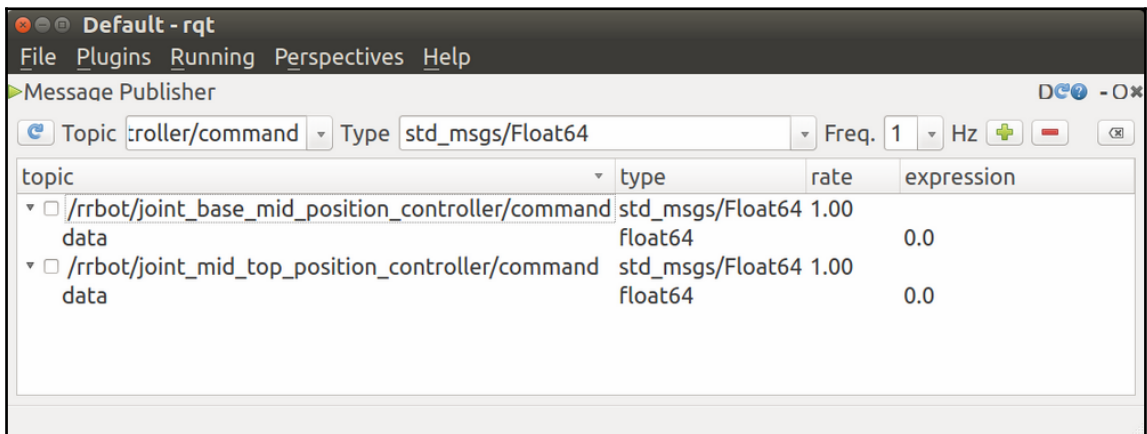 Default - rqt
File Plugins Running Perspectives Help
Message Publisher D - O
Topic troller/command Type std_msgs/Float64 Freq. 1 Hz
topic type rate expression
/rrbot/joint_base_mid_position_controller/command std_msgs/Float64 1.00
data float64 0.0
/rrbot/joint_mid_top_position_controller/command std_msgs/Float64 1.00
data float64 0.0